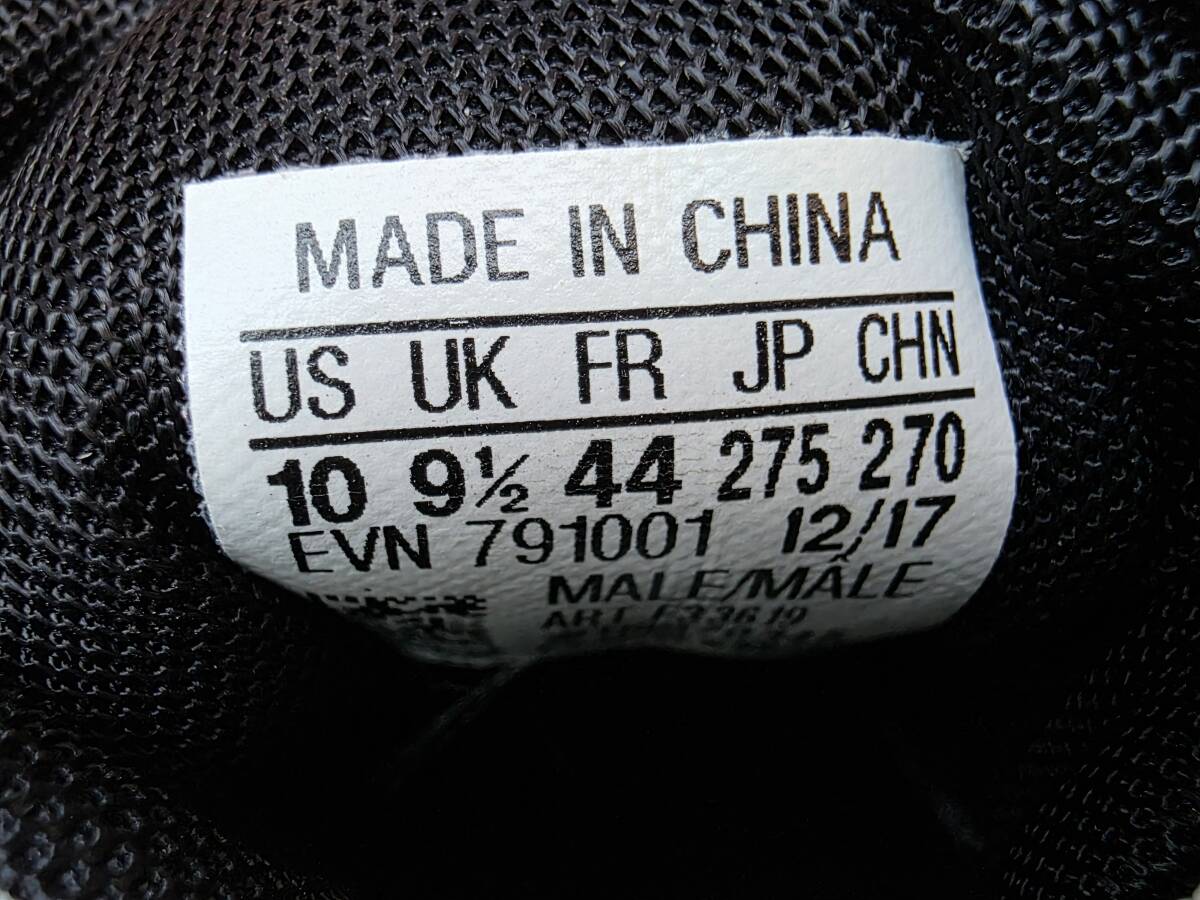 MADE IN CHINA
US UK FR JP CHN
10 9½ 44 275 270
EVN 791001 12/17
MALE/MÂLE
ART